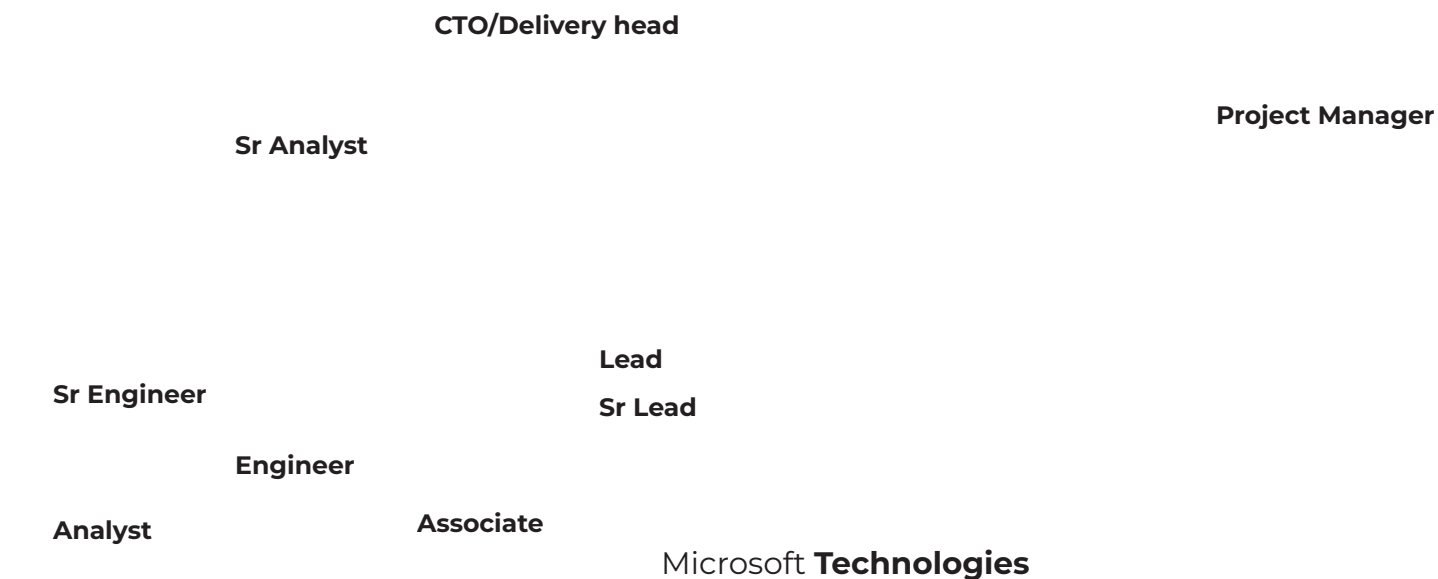 CTO/Delivery head
Project Manager
Sr Analyst
Lead
Sr Engineer
Sr Lead
Engineer
Associate
Analyst
Microsoft Technologies